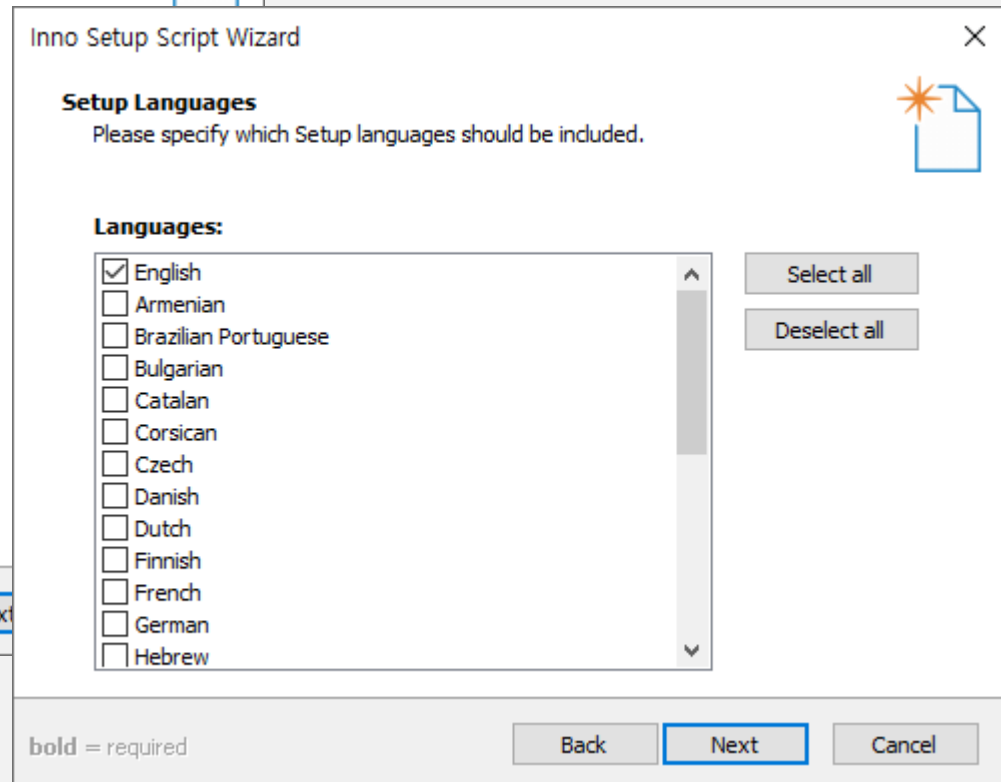 Inno Setup Script Wizard
Setup Languages
Please specify which Setup languages should be included.
Languages:
English
Armenian
Brazilian Portuguese
Bulgarian
Catalan
Corsican
Czech
Danish
Dutch
Finnish
French
German
Hebrew
Select all
Deselect all
bold = required
Back
Next
Cancel